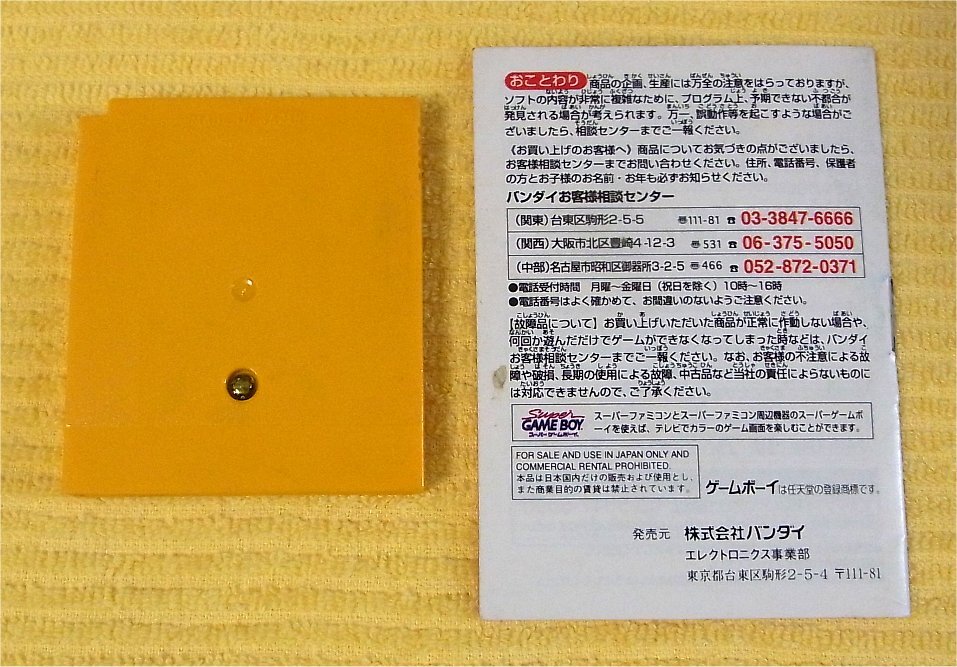 おことわり 商品の企画、生産には万全の注意をはらっておりますが、
ソフトの内容が非常に複雑なために、プログラム上、予期できない不都合が
発見される場合が考えられます。万一、誤動作等を起こすような場合がご
ざいましたら、相談センターまでご一報ください。
《お買い上げのお客様へ》商品についてお気づきの点がございましたら、
お客様相談センターまでお問い合わせください。住所、電話番号、保護者
の方とお子様のお名前・お年も必ずお知らせください。
バンダイお客様相談センター
(関東)台東区駒形2-5-5 〠111-81 ☎ 03-3847-6666
(関西)大阪市北区豊崎4-12-3 〠531 ☎ 06-375-5050
(中部)名古屋市昭和区御器所3-2-5 〠466 ☎ 052-872-0371
●電話受付時間 月曜〜金曜日(祝日を除く)10時〜16時
●電話番号はよく確かめて、お間違いのないようご注意ください。
【故障品について】お買い上げいただいた商品が正常に作動しない場合や、
何回か遊んだだけでゲームができなくなってしまった時などは、バンダイ
お客様相談センターまでご一報ください。なお、お客様の不注意による故
障や破損、長期の使用による故障、中古品など当社の責任によらないものに
は対応できませんので、ご了承ください。
Super GAME BOY スーパーゲームボーイ
スーパーファミコンとスーパーファミコン周辺機器のスーパーゲームボ
ーイを使えば、テレビでカラーのゲーム画面を楽しむことができます。
FOR SALE AND USE IN JAPAN ONLY AND
COMMERCIAL RENTAL PROHIBITED.
本品は日本国内だけの販売および使用とし、
また商業目的の賃貸は禁止されています。
ゲームボーイは任天堂の登録商標です。
発売元 株式会社バンダイ
エレクトロニクス事業部
東京都台東区駒形2-5-4 〒111-81